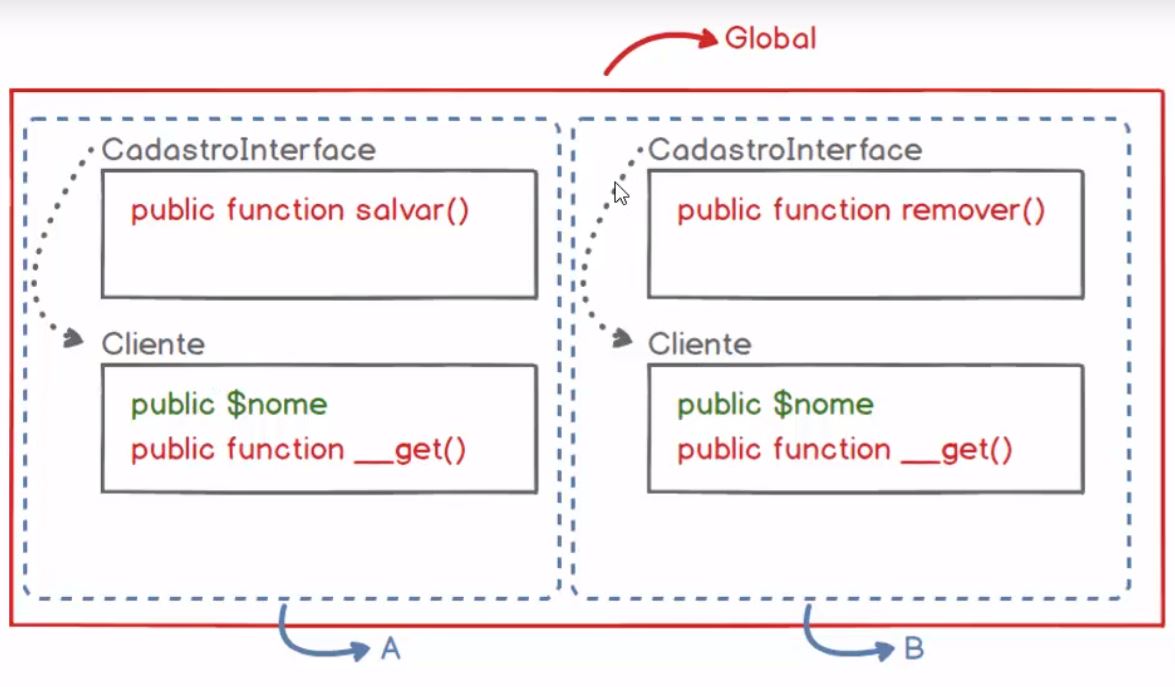 Global
CadastroInterface
public function salvar()
Cliente
public $nome
public function __get()
A
CadastroInterface
public function remover()
Cliente
public $nome
public function __get()
B